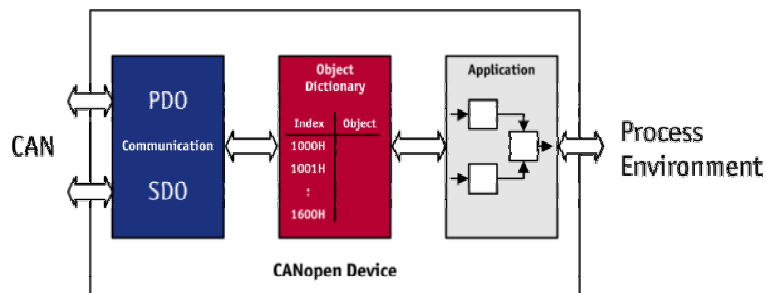 CAN
PDO
Communication
SDO
Object
Dictionary
Index Object
1000H
1001H
:
1600H
Application
Process
Environment
CANopen Device